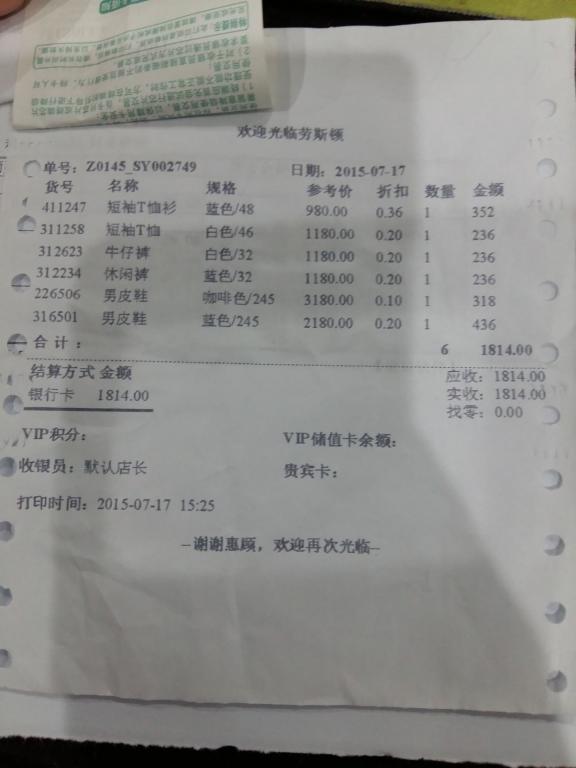 欢迎光临劳斯顿
单号：Z0145_SY002749 日期：2015-07-17
货号 名称 规格 参考价 折扣 数量 金额
411247 短袖T恤衫 蓝色/48 980.00 0.36 1 352
311258 短袖T恤 白色/46 1180.00 0.20 1 236
312623 牛仔裤 白色/32 1180.00 0.20 1 236
312234 休闲裤 蓝色/32 1180.00 0.20 1 236
226506 男皮鞋 咖啡色/245 3180.00 0.10 1 318
316501 男皮鞋 蓝色/245 2180.00 0.20 1 436
合计： 6 1814.00
结算方式 金额 应收：1814.00
银行卡 1814.00 实收：1814.00
找零：0.00
VIP积分： VIP储值卡余额：
收银员：默认店长 贵宾卡：
打印时间：2015-07-17 15:25
--谢谢惠顾，欢迎再次光临--